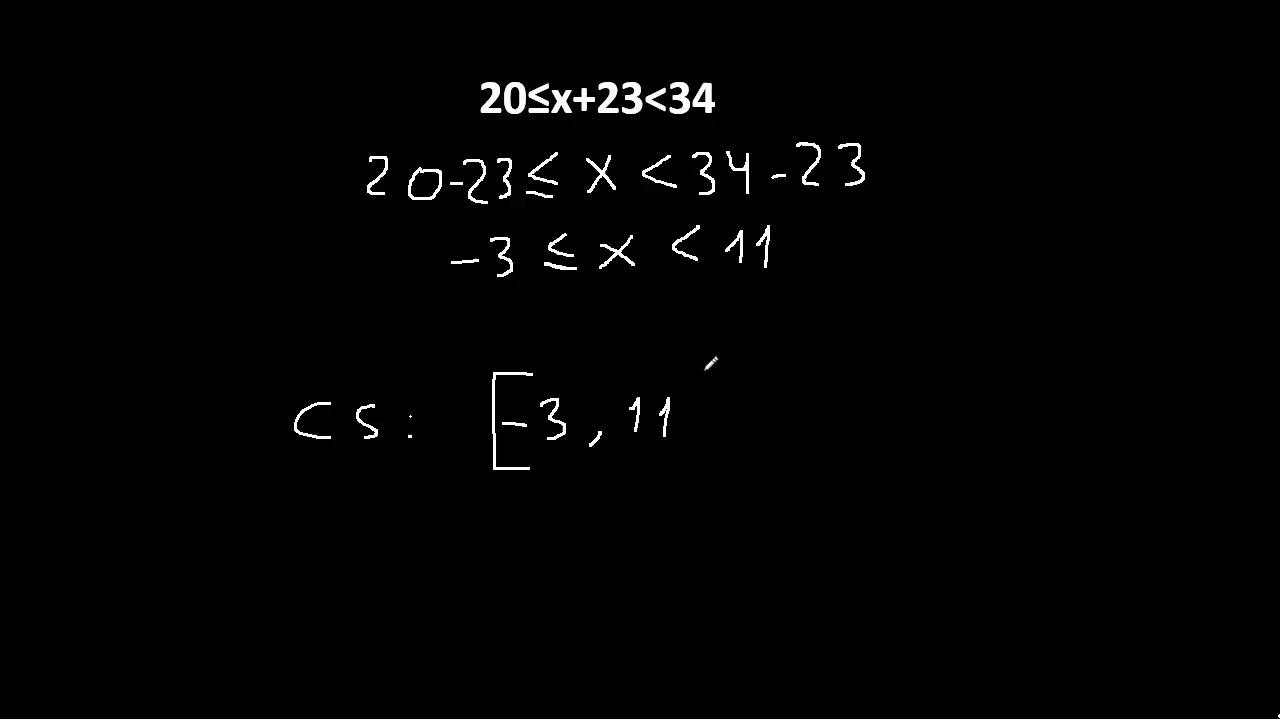 20≤x+23<34
20-23≤ x <34-23
-3 ≤ x < 11
CS: [-3, 11